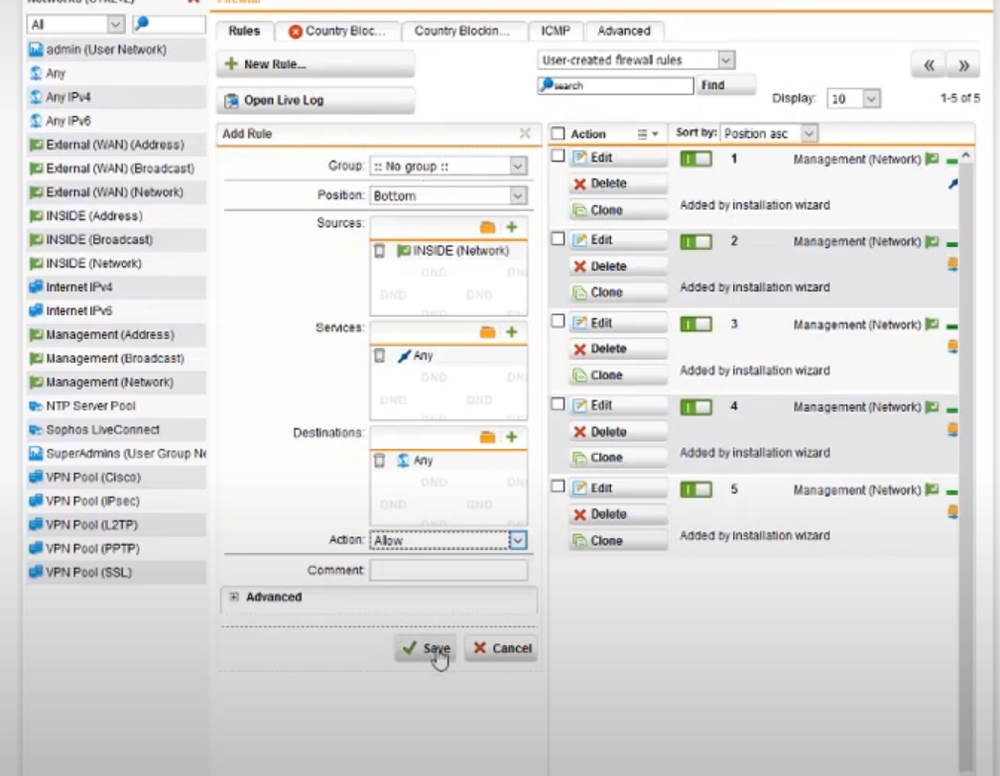 All
admin (User Network)
Any
Any IPv4
Any IPv6
External (WAN) (Address)
External (WAN) (Broadcast)
External (WAN) (Network)
INSIDE (Address)
INSIDE (Broadcast)
INSIDE (Network)
Internet IPv4
Internet IPv6
Management (Address)
Management (Broadcast)
Management (Network)
NTP Server Pool
Sophos LiveConnect
SuperAdmins (User Group Ne
VPN Pool (Cisco)
VPN Pool (IPsec)
VPN Pool (L2TP)
VPN Pool (PPTP)
VPN Pool (SSL)
Rules Country Bloc... Country Blockin... ICMP Advanced
New Rule...
Open Live Log
User-created firewall rules
search Find
Display: 10 1-5 of 5
Add Rule
Group: :: No group ::
Position: Bottom
Sources:
INSIDE (Network)
DND DN
DND DND
Services:
Any
DND DN
DND DND
Destinations:
Any
DND DN
DND DND
Action: Allow
Comment:
Advanced
Save Cancel
Action Sort by: Position asc
Edit 1 Management (Network)
Delete
Clone Added by installation wizard
Edit 2 Management (Network)
Delete
Clone Added by installation wizard
Edit 3 Management (Network)
Delete
Clone Added by installation wizard
Edit 4 Management (Network)
Delete
Clone Added by installation wizard
Edit 5 Management (Network)
Delete
Clone Added by installation wizard